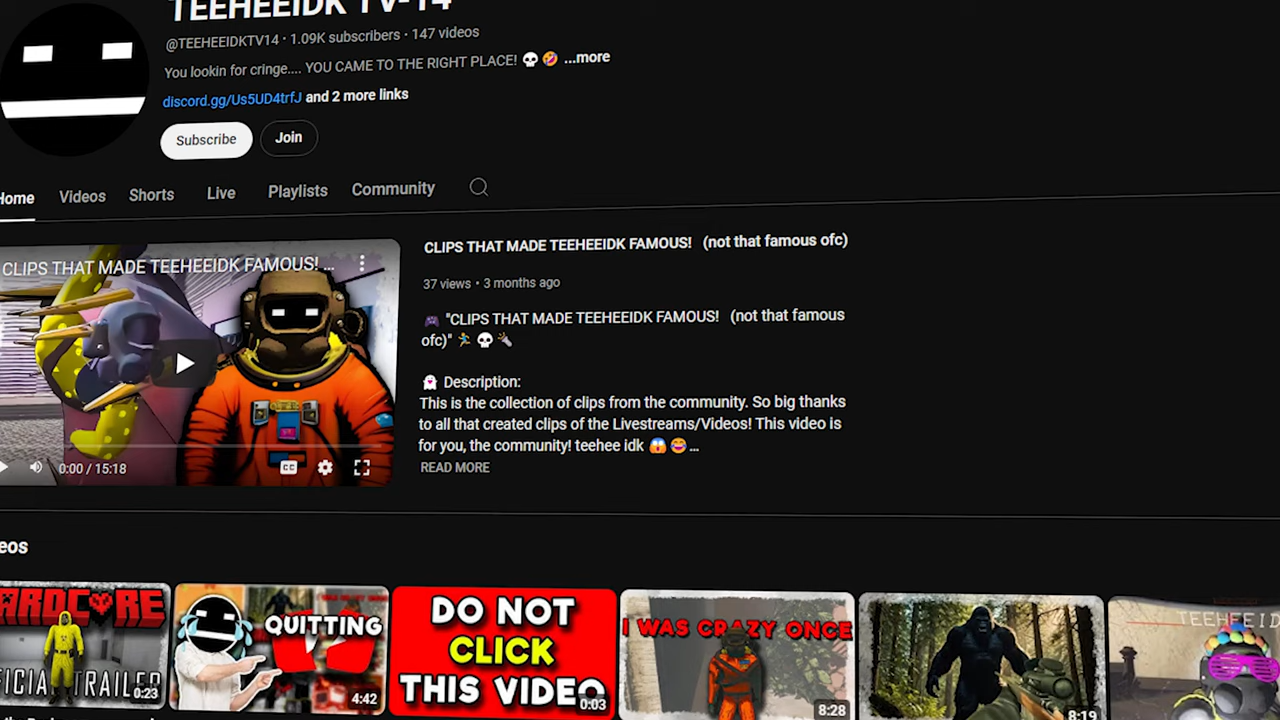 TEEHEEIDK TV-14
@TEEHEEIDKTV14 · 1.09K subscribers · 147 videos
You lookin for cringe.... YOU CAME TO THE RIGHT PLACE! 💀 🤣 ...more
discord.gg/Us5UD4trfJ and 2 more links
Subscribe
Join
Home
Videos
Shorts
Live
Playlists
Community
CLIPS THAT MADE TEEHEEIDK FAMOUS! ...
0:00 / 15:18
CC
CLIPS THAT MADE TEEHEEIDK FAMOUS! (not that famous ofc)
37 views · 3 months ago
🎮 "CLIPS THAT MADE TEEHEEIDK FAMOUS! (not that famous
ofc)" 🏃 💀 🔦
👻 Description:
This is the collection of clips from the community. So big thanks
to all that created clips of the Livestreams/Videos! This video is
for you, the community! teehee idk 😱 😂 ...
READ MORE
eos
ARDCORE
FICIAL TRAILER
0:23
QUITTING
4:42
DO NOT
CLICK
THIS VIDEO
0:03
I WAS CRAZY ONCE
8:28
8:19
TEEHEEID